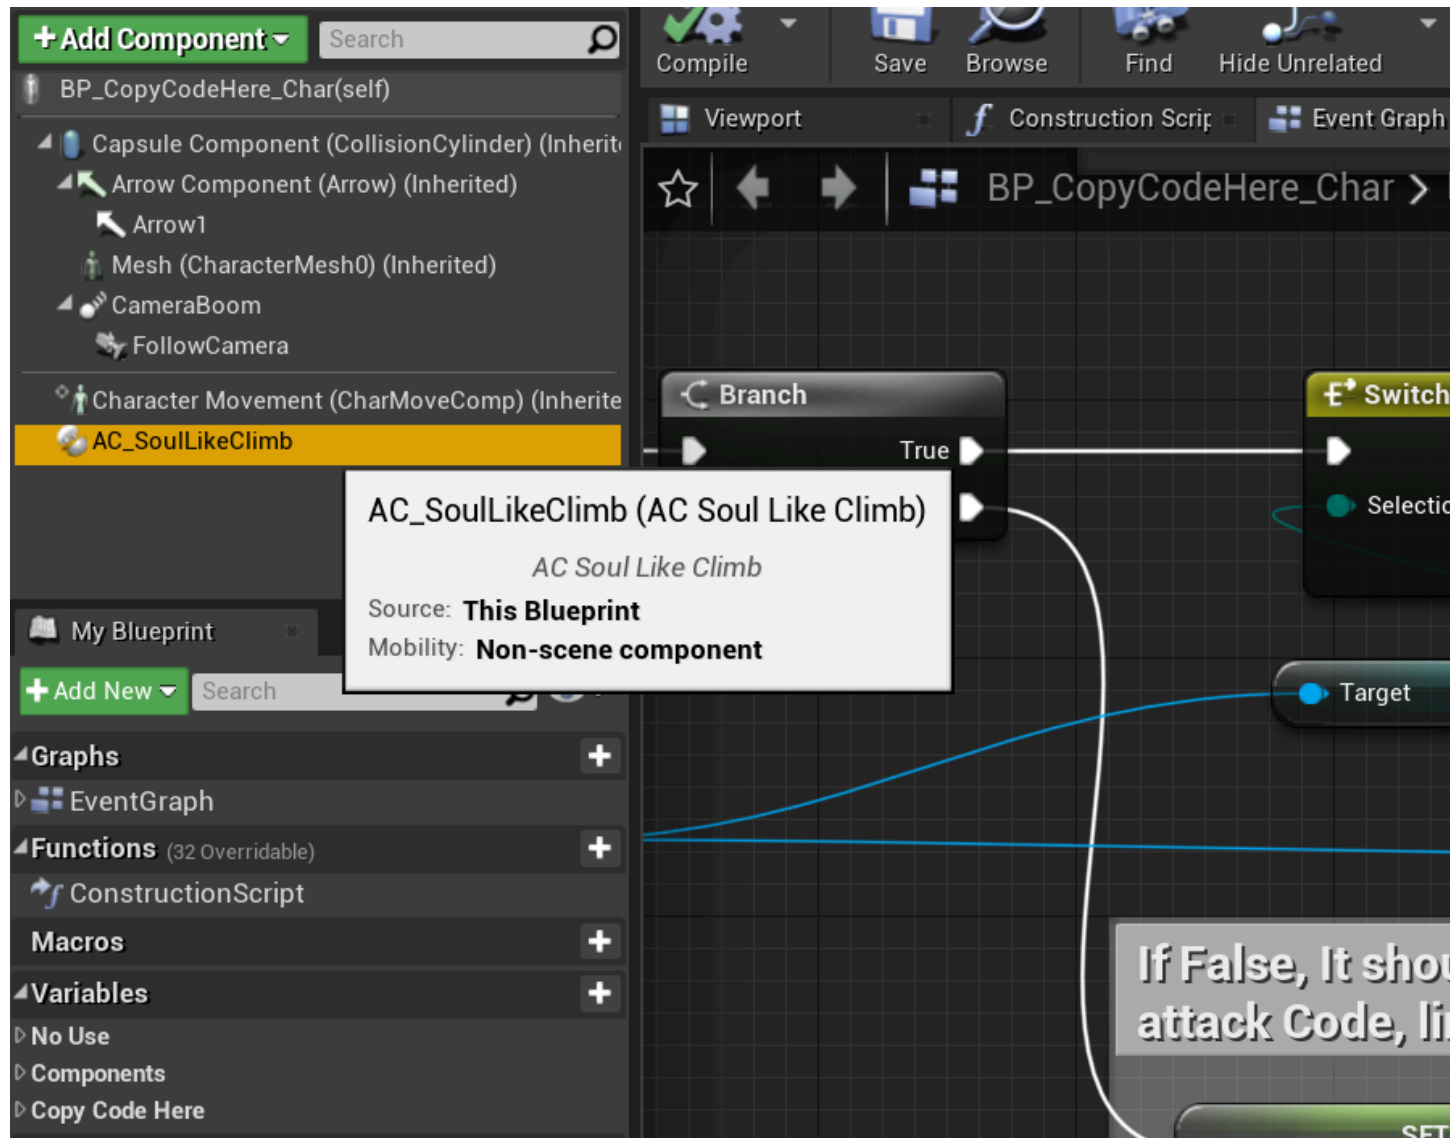 Add Component
Search
BP_CopyCodeHere_Char(self)
Capsule Component (CollisionCylinder) (Inherit
Arrow Component (Arrow) (Inherited)
Arrow1
Mesh (CharacterMesh0) (Inherited)
CameraBoom
FollowCamera
Character Movement (CharMoveComp) (Inherite
AC_SoulLikeClimb
AC_SoulLikeClimb (AC Soul Like Climb)
AC Soul Like Climb
Source: This Blueprint
Mobility: Non-scene component
My Blueprint
Add New
Search
Graphs
EventGraph
Functions (32 Overridable)
ConstructionScript
Macros
Variables
No Use
Components
Copy Code Here
Compile
Save
Browse
Find
Hide Unrelated
Viewport
Construction Scrip
Event Graph
BP_CopyCodeHere_Char >
Branch
True
Switch
Selectio
Target
If False, It shou
attack Code, li
SET